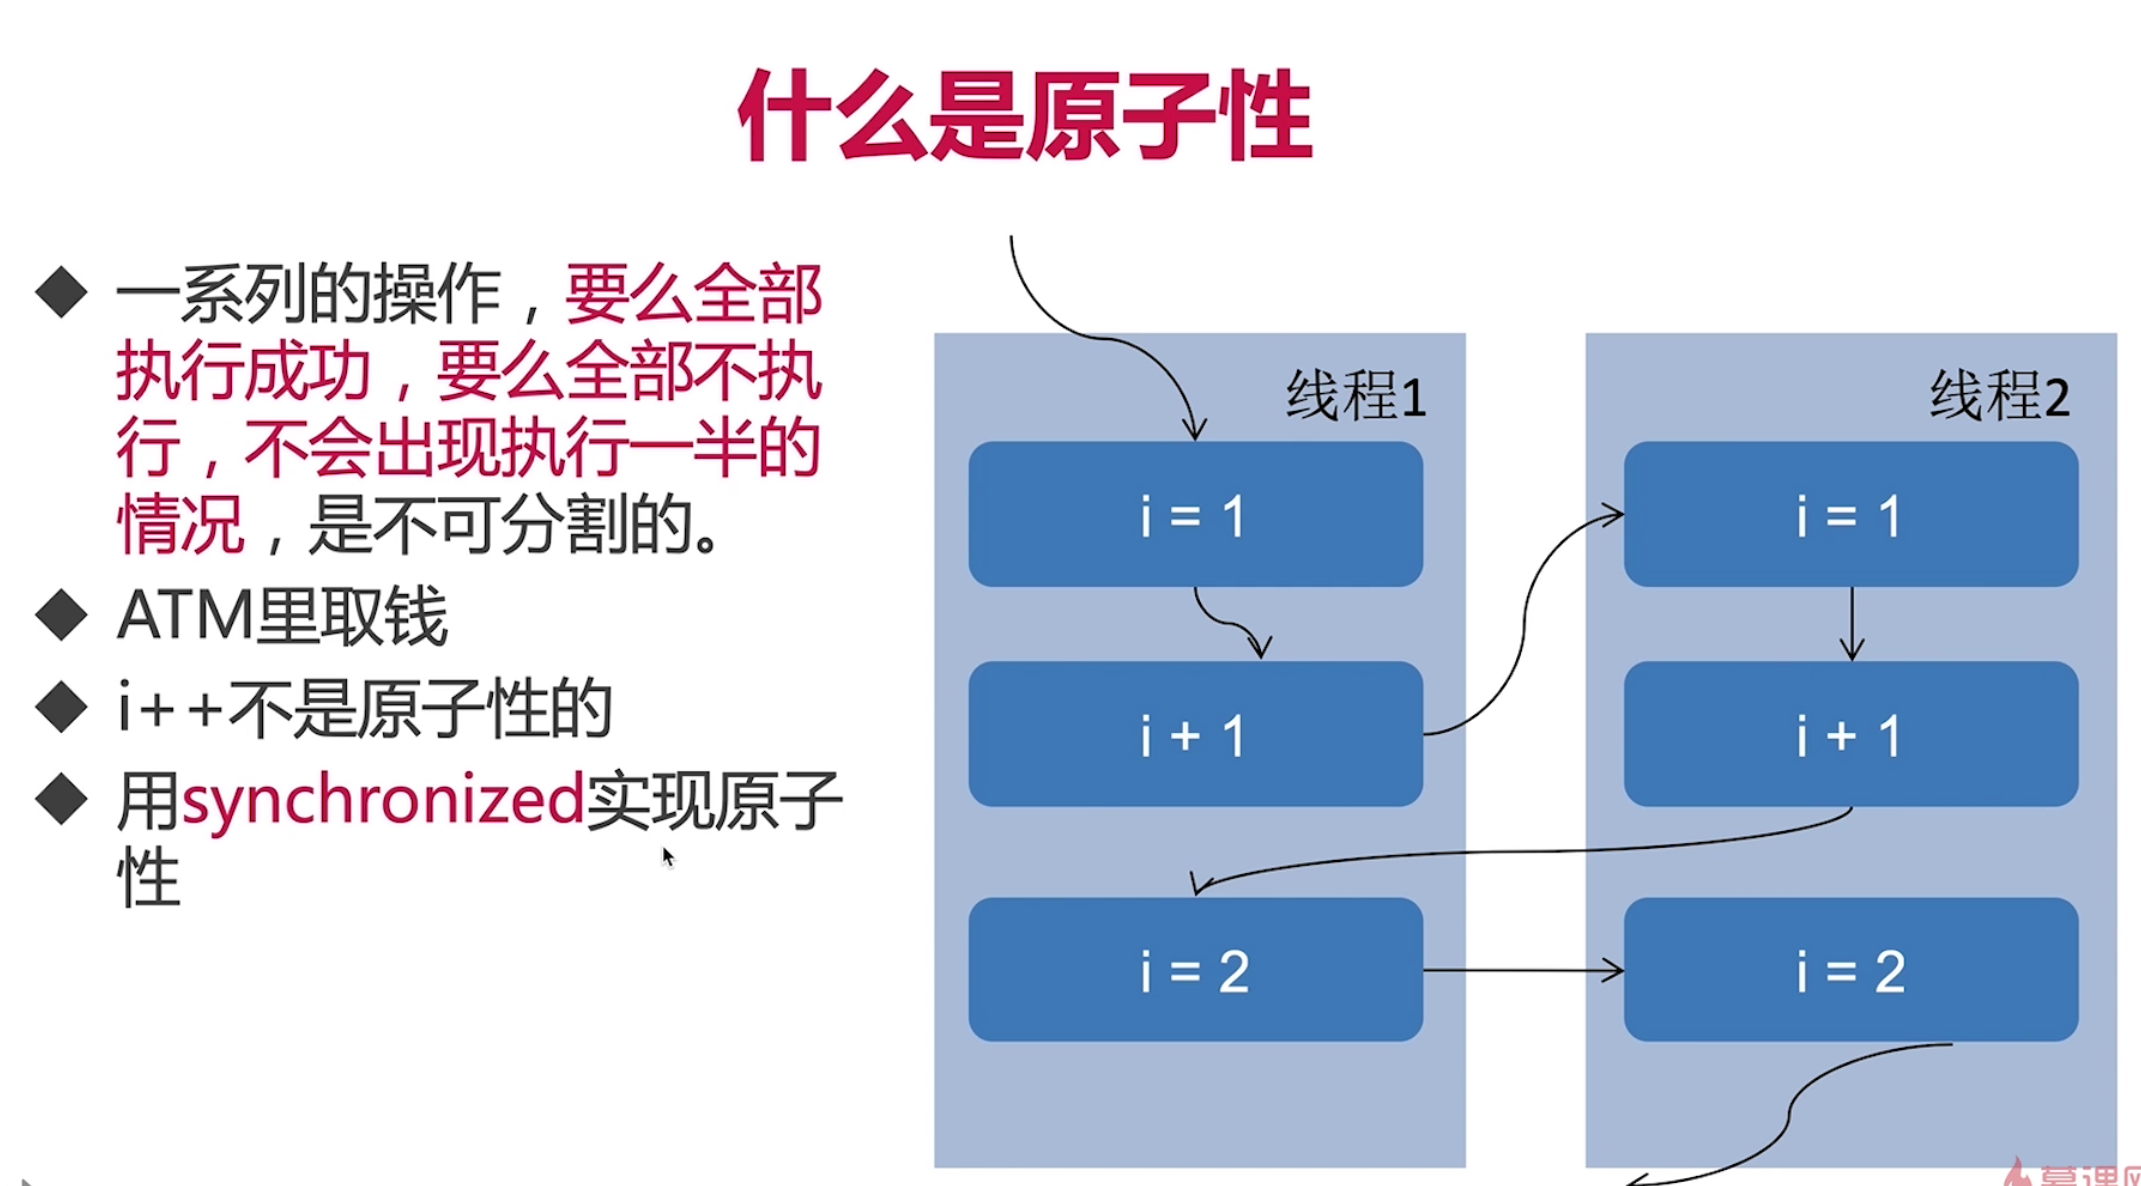 什么是原子性
一系列的操作，要么全部
执行成功，要么全部不执
行，不会出现执行一半的
情况，是不可分割的。
ATM里取钱
i++不是原子性的
用synchronized实现原子
性
线程1
i = 1
i + 1
i = 2
线程2
i = 1
i + 1
i = 2
慕课网